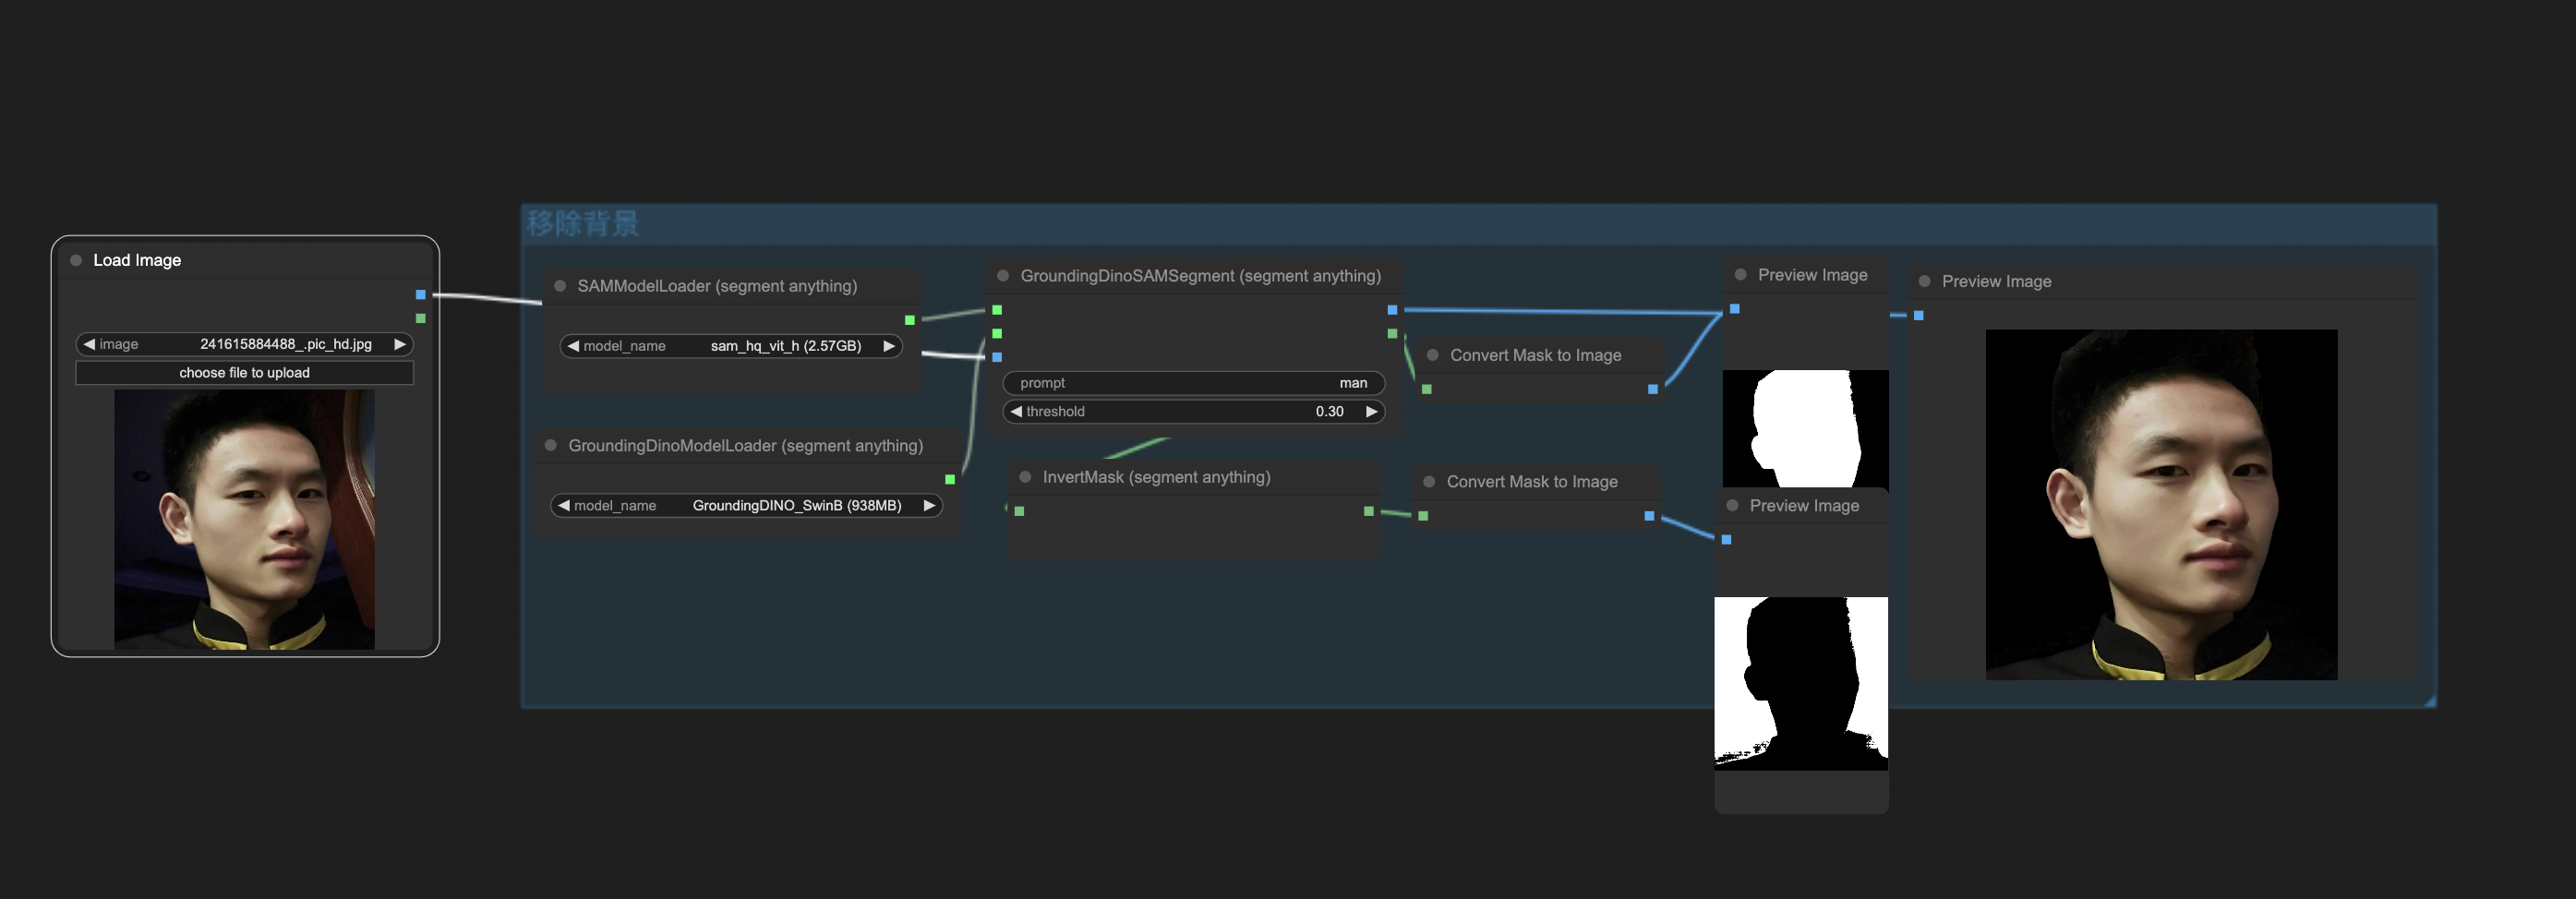 移除背景
Load Image
image 241615884488_.pic_hd.jpg
choose file to upload
SAMModelLoader (segment anything)
model_name sam_hq_vit_h (2.57GB)
GroundingDinoModelLoader (segment anything)
model_name GroundingDINO_SwinB (938MB)
GroundingDinoSAMSegment (segment anything)
prompt man
threshold 0.30
InvertMask (segment anything)
Convert Mask to Image
Convert Mask to Image
Preview Image
Preview Image
Preview Image